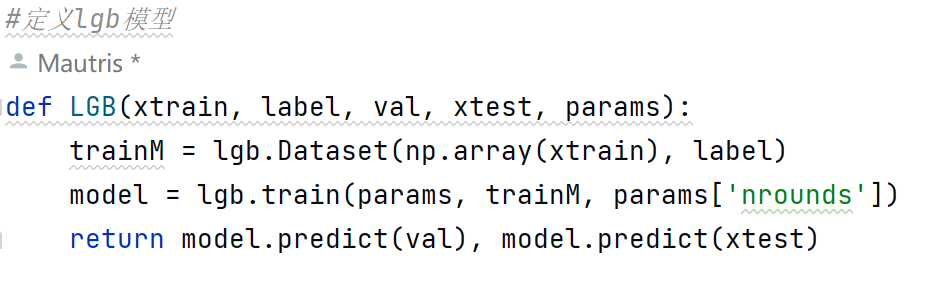 #定义lgb模型
Mautris *
def LGB(xtrain, label, val, xtest, params):
    trainM = lgb.Dataset(np.array(xtrain), label)
    model = lgb.train(params, trainM, params['nrounds'])
    return model.predict(val), model.predict(xtest)